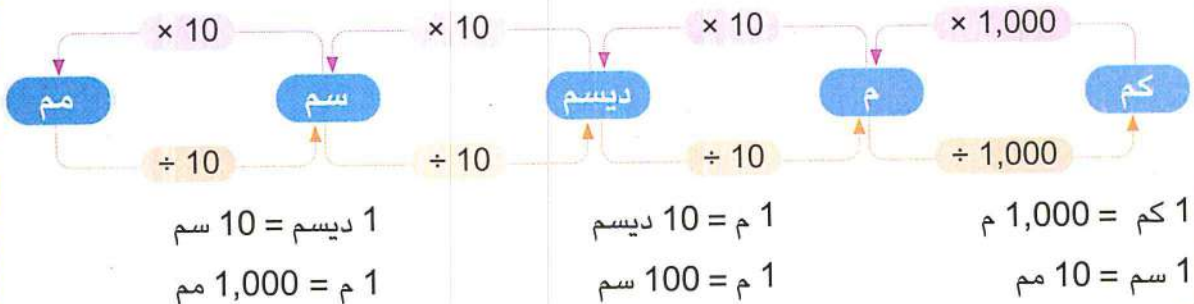 × 1,000 × 10 × 10 × 10
كم م ديسم سم مم
÷ 1,000 ÷ 10 ÷ 10 ÷ 10
1 كم = 1,000 م 1 م = 10 ديسم 1 ديسم = 10 سم
1 سم = 10 مم 1 م = 100 سم 1 م = 1,000 مم